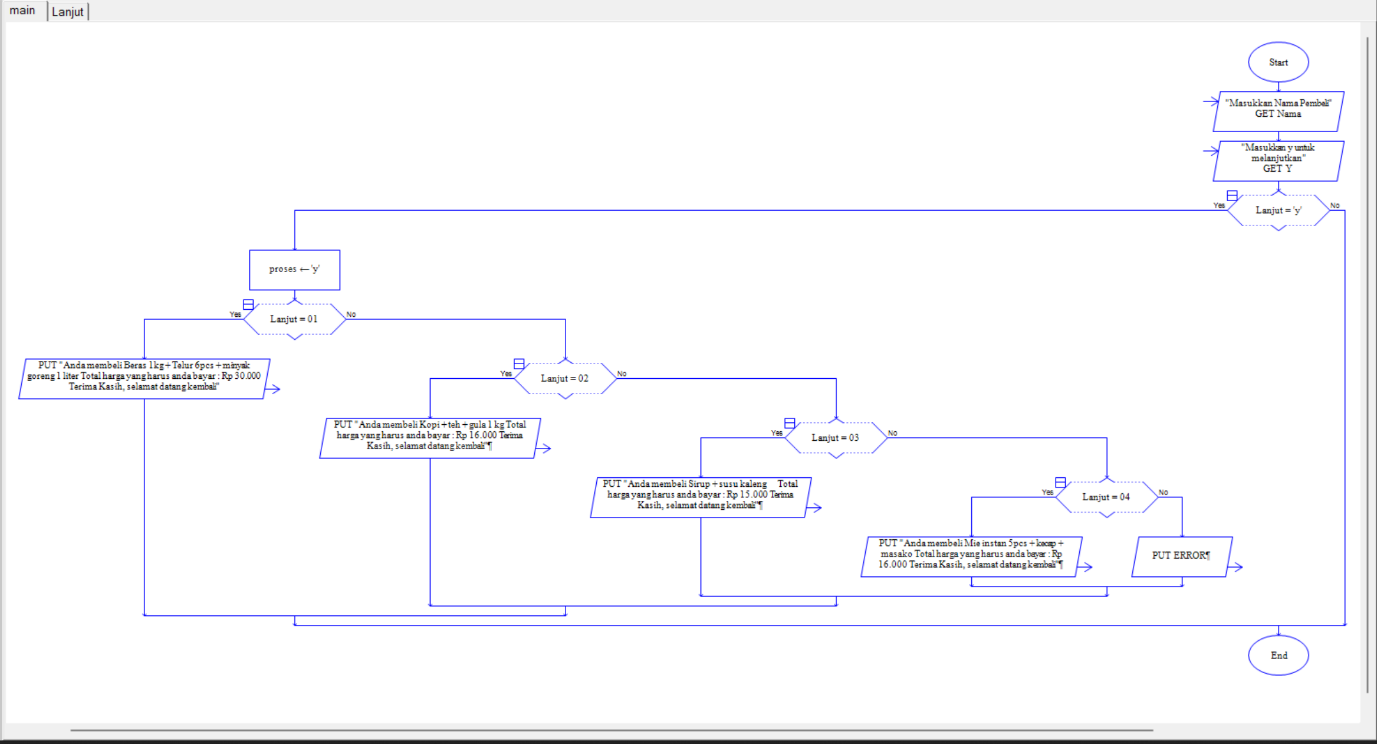 main
Lanjut
Start
"Masukkan Nama Pembeli"
GET Nama
"Masukkan y untuk
melanjutkan"
GET Y
Yes
Lanjut = 'y'
No
proses ← 'y'
Yes
Lanjut = 01
No
PUT "Anda membeli Beras 1kg + Telur 6pcs + minyak
goreng 1 liter Total harga yang harus anda bayar : Rp 30.000
Terima Kasih, selamat datang kembali"
Yes
Lanjut = 02
No
PUT "Anda membeli Kopi + teh + gula 1 kg Total
harga yang harus anda bayar : Rp 16.000 Terima
Kasih, selamat datang kembali"¶
Yes
Lanjut = 03
No
PUT "Anda membeli Sirup + susu kaleng Total
harga yang harus anda bayar : Rp 15.000 Terima
Kasih, selamat datang kembali"¶
Yes
Lanjut = 04
No
PUT "Anda membeli Mie instan 5pcs + kecap +
masako Total harga yang harus anda bayar : Rp
16.000 Terima Kasih, selamat datang kembali"¶
PUT ERROR¶
End